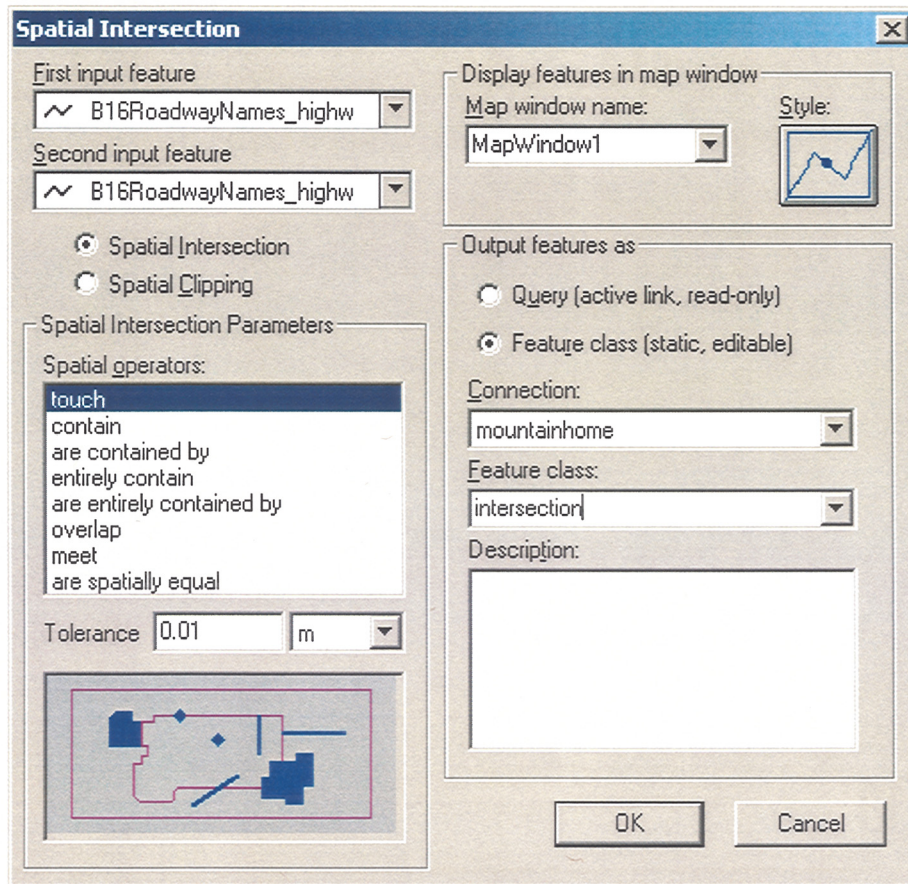 Spatial Intersection
First input feature
B16RoadwayNames_highw
Second input feature
B16RoadwayNames_highw
Spatial Intersection
Spatial Clipping
Spatial Intersection Parameters
Spatial operators:
touch
contain
are contained by
entirely contain
are entirely contained by
overlap
meet
are spatially equal
Tolerance 0.01 m
Display features in map window
Map window name:
Style:
MapWindow1
Output features as
Query (active link, read-only)
Feature class (static, editable)
Connection:
mountainhome
Feature class:
intersection
Description:
OK
Cancel